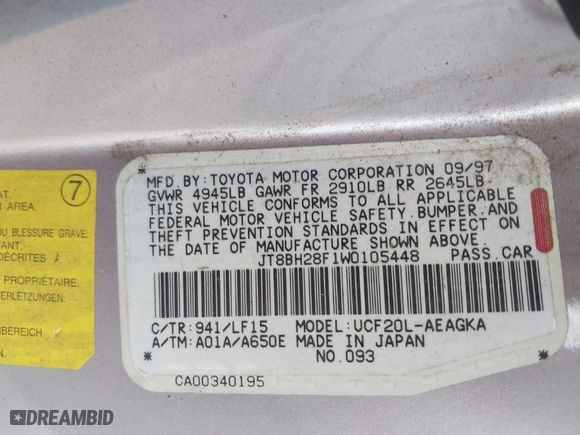 7
AT.
AREA.
OU BLESSURE GRAVE:
DÉCRITES À
PROPRIÉTAIRE.
VERLETZUNGEN:
BEREICH
MFD. BY: TOYOTA MOTOR CORPORATION 09/97
GVWR 4945LB GAWR FR 2910LB RR 2645LB
THIS VEHICLE CONFORMS TO ALL APPLICABLE
FEDERAL MOTOR VEHICLE SAFETY, BUMPER, AND
THEFT PREVENTION STANDARDS IN EFFECT ON
THE DATE OF MANUFACTURE SHOWN ABOVE.
JT8BH28F1W0105448 PASS. CAR
C/TR: 941/LF15 MODEL: UCF20L-AEAGKA
A/TM: A01A/A650E MADE IN JAPAN
NO. 093
CA00340195
DREAMBID